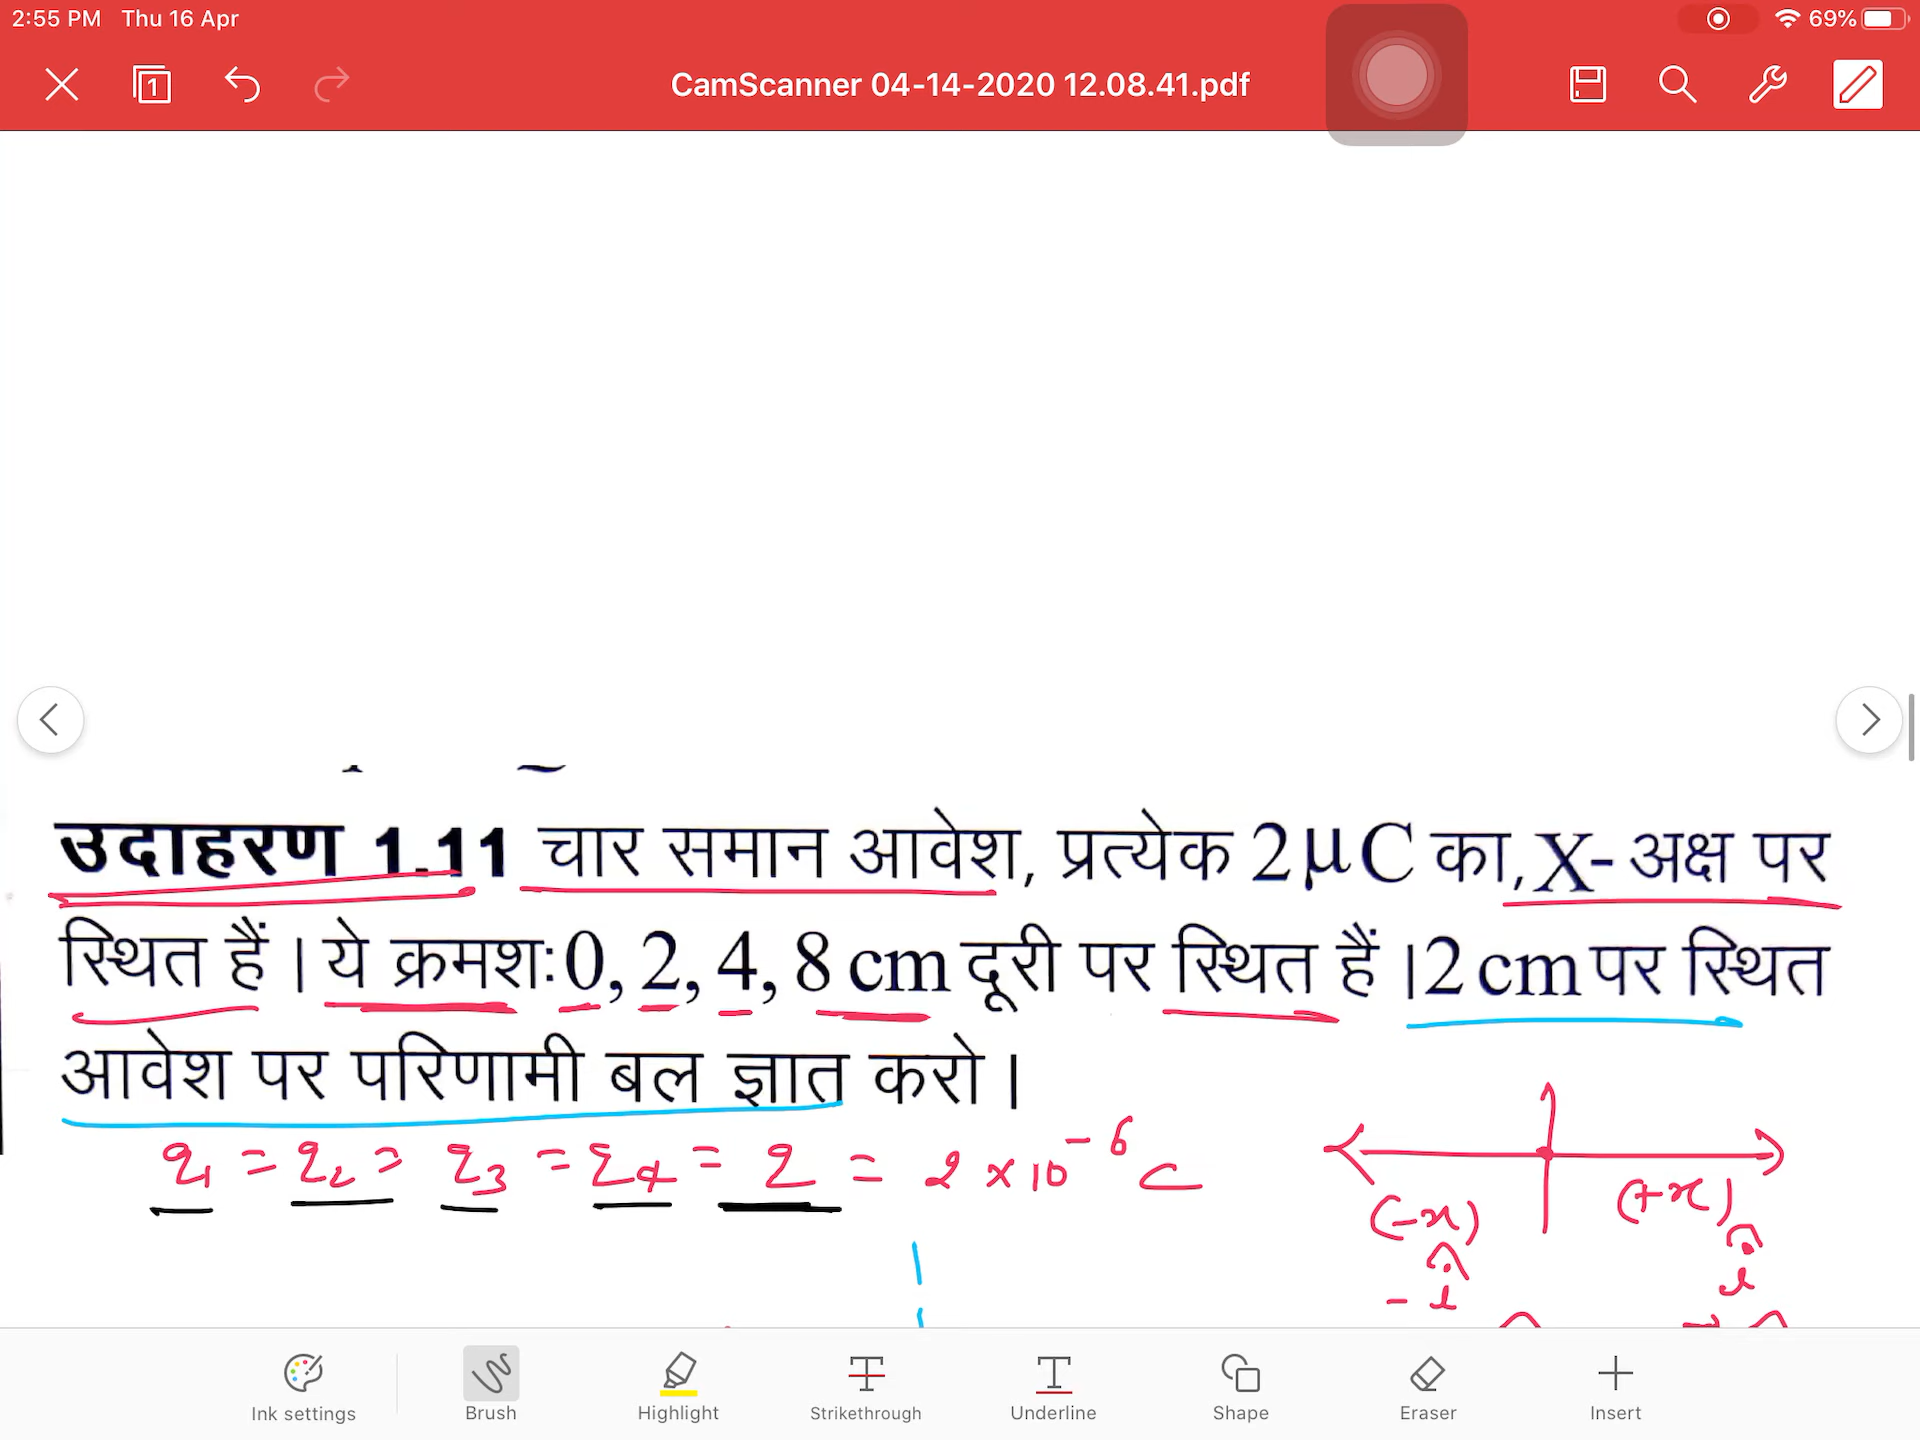 2:55 PM Thu 16 Apr 69%
1 CamScanner 04-14-2020 12.08.41.pdf
उदाहरण 1.11 चार समान आवेश, प्रत्येक 2μC का, X- अक्ष पर
स्थित हैं । ये क्रमशः 0, 2, 4, 8 cm दूरी पर स्थित हैं । 2 cm पर स्थित
आवेश पर परिणामी बल ज्ञात करो ।
q₁ = q₂ = q₃ = q₄ = q = 2 × 10⁻⁶ C
(-x) (+x)
- î î
Ink settings Brush Highlight Strikethrough Underline Shape Eraser Insert